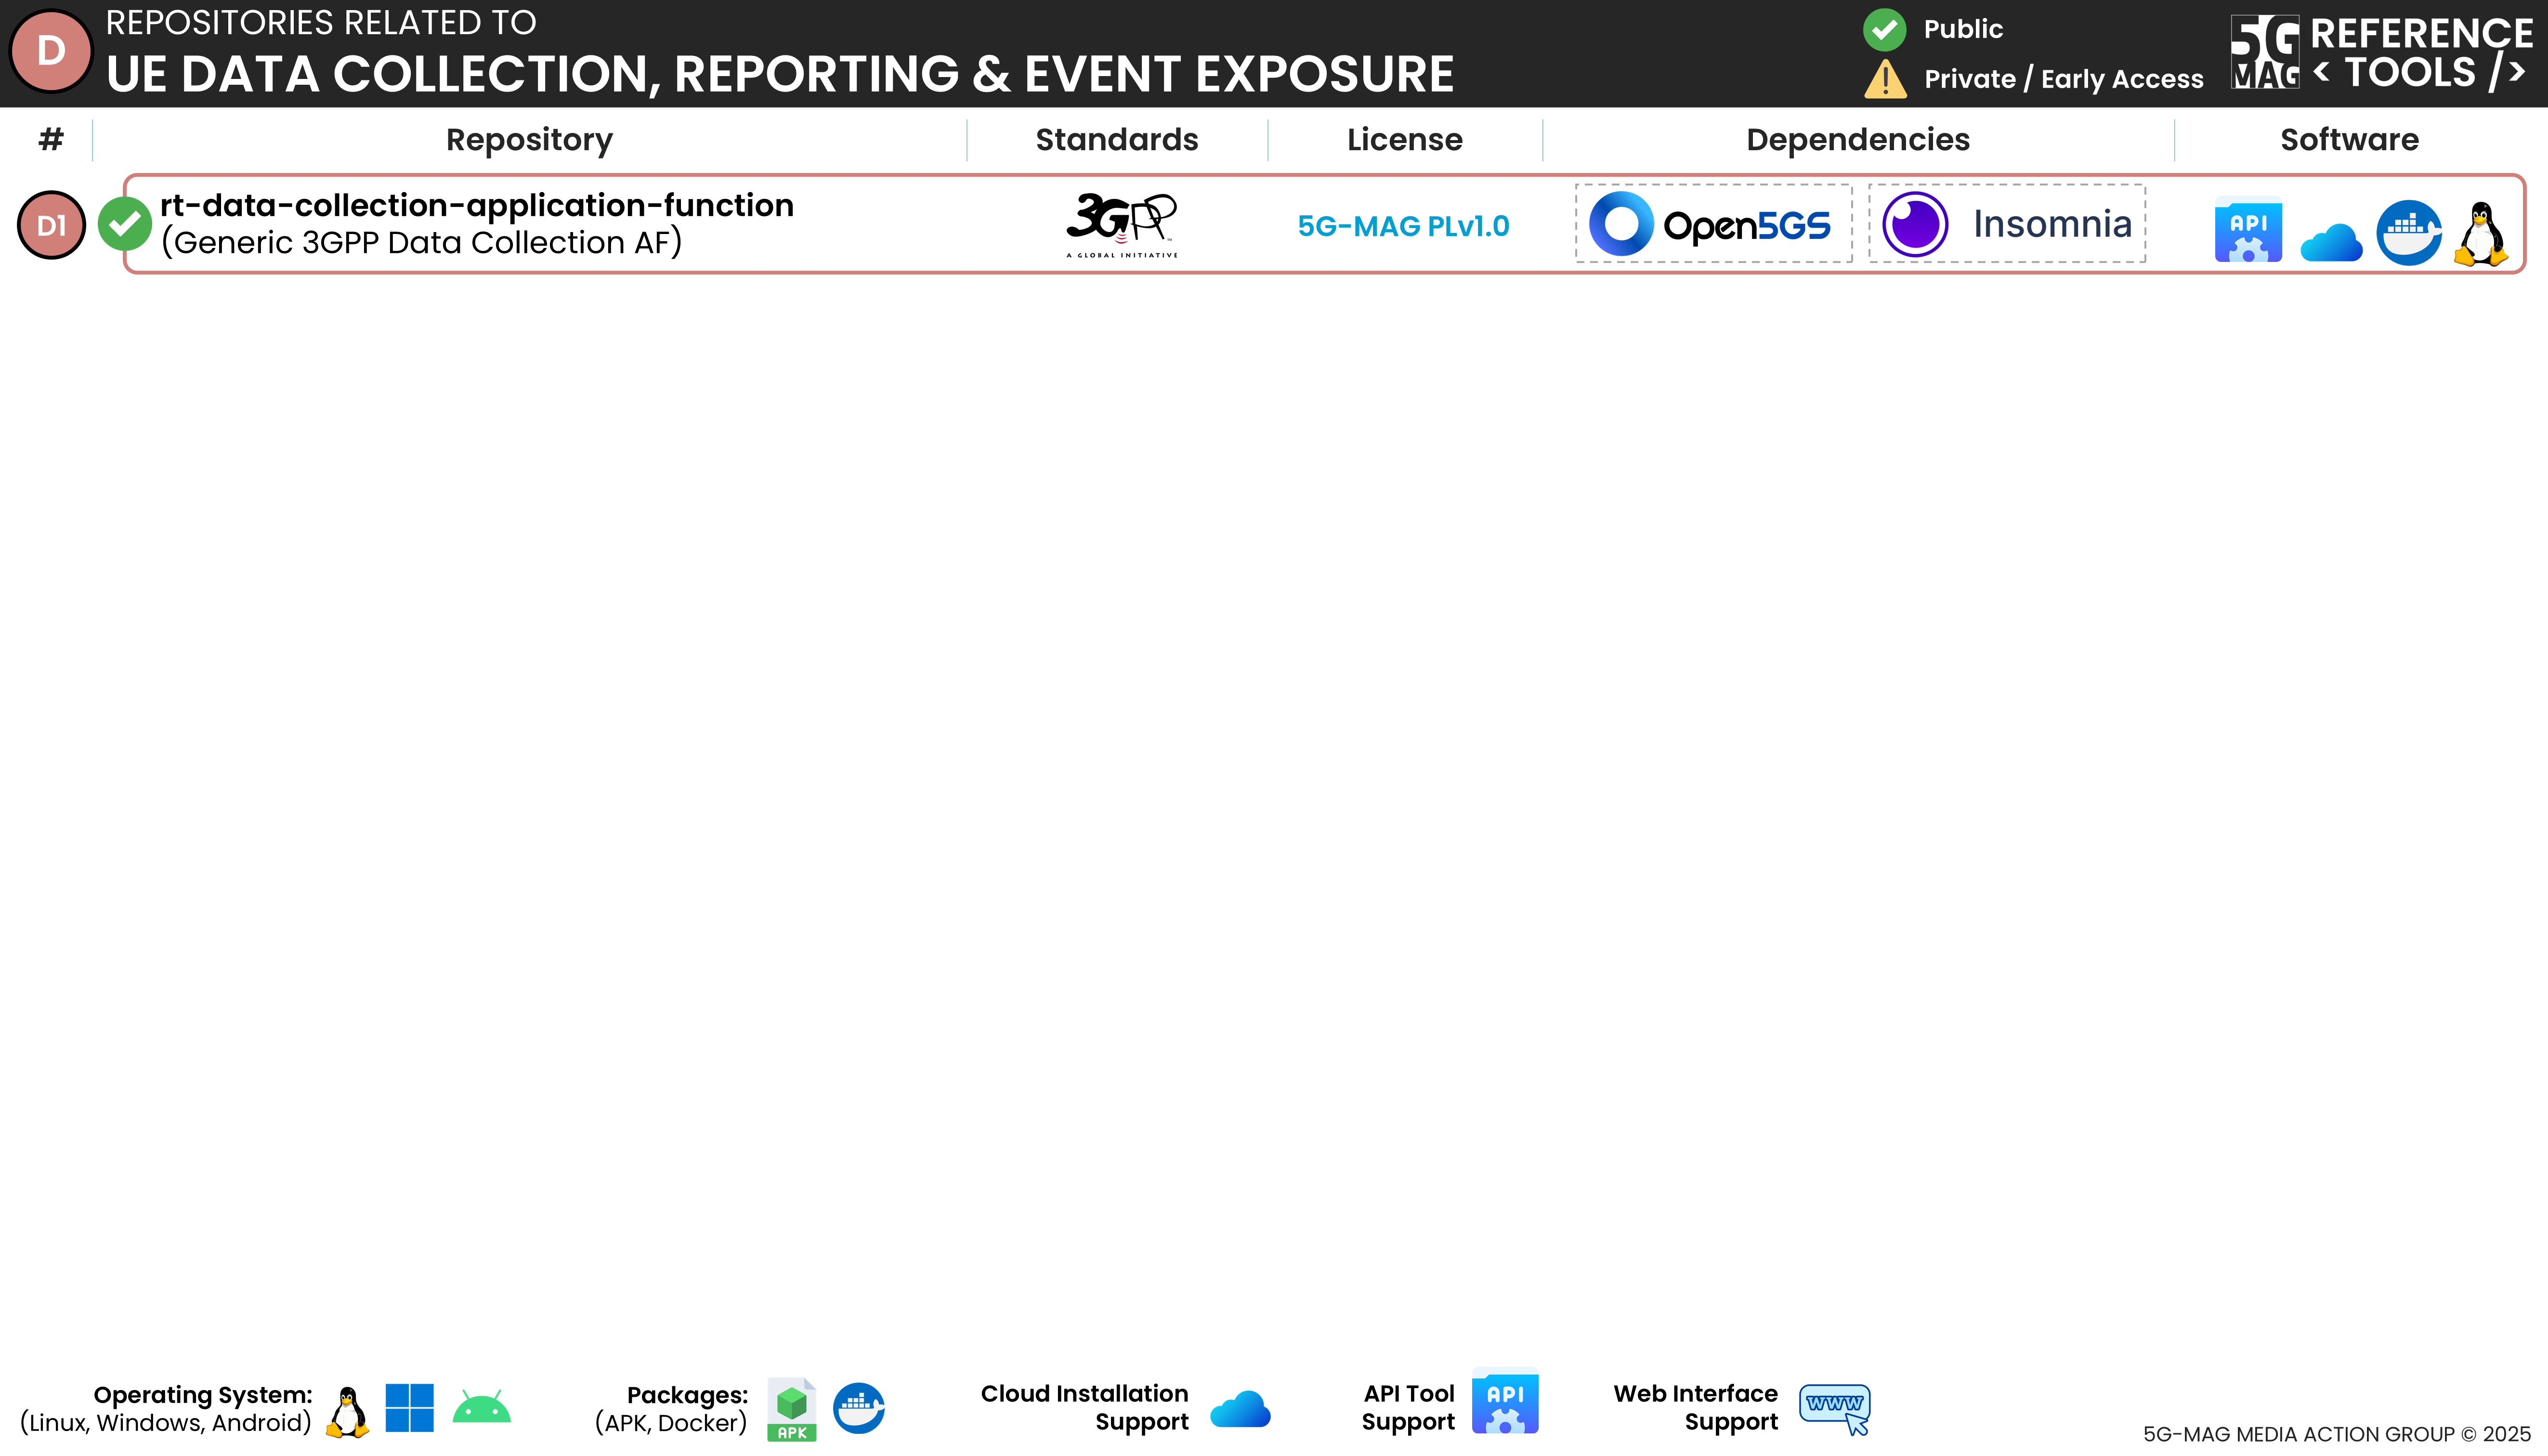 D
REPOSITORIES RELATED TO
UE DATA COLLECTION, REPORTING & EVENT EXPOSURE
Public
Private / Early Access
5G MAG
REFERENCE
< TOOLS />
# Repository Standards License Dependencies Software
D1
rt-data-collection-application-function
(Generic 3GPP Data Collection AF)
3GPP
A GLOBAL INITIATIVE
5G-MAG PLv1.0
Open5GS
Insomnia
API
Operating System:
(Linux, Windows, Android)
Packages:
(APK, Docker)
APK
Cloud Installation
Support
API Tool
Support
API
Web Interface
Support
WWW
5G-MAG MEDIA ACTION GROUP © 2025